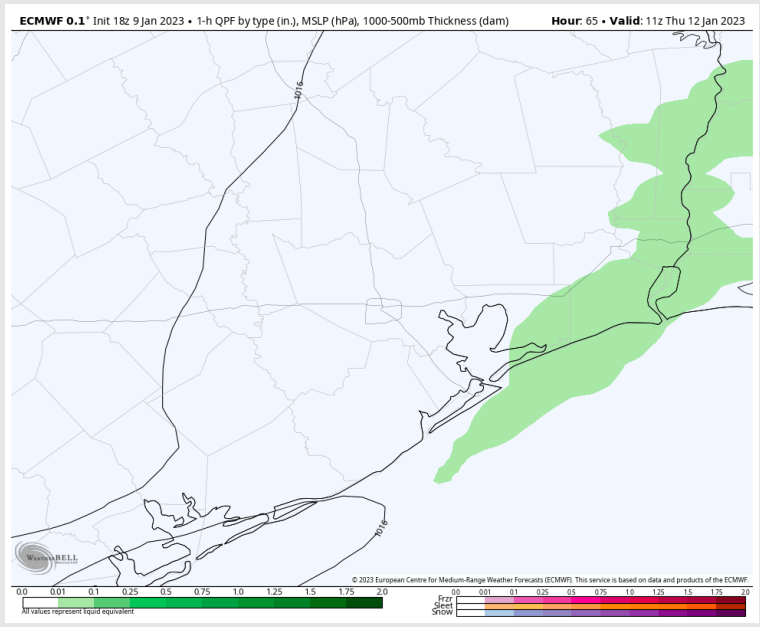 ECMWF 0.1° Init 18z 9 Jan 2023 • 1-h QPF by type (in.), MSLP (hPa), 1000-500mb Thickness (dam) Hour: 65 • Valid: 11z Thu 12 Jan 2023
1016
1016
WeatherBELL
© 2023 European Centre for Medium-Range Weather Forecasts (ECMWF). This service is based on data and products of the ECMWF.
0.0 0.01 0.1 0.25 0.5 0.75 1.0 1.25 1.5 1.75 2.0
All values represent liquid equivalent
0.0 0.01 0.1 0.25 0.5 0.75 1.0 1.25 1.5 1.75 2.0
Frzr
Sleet
Snow